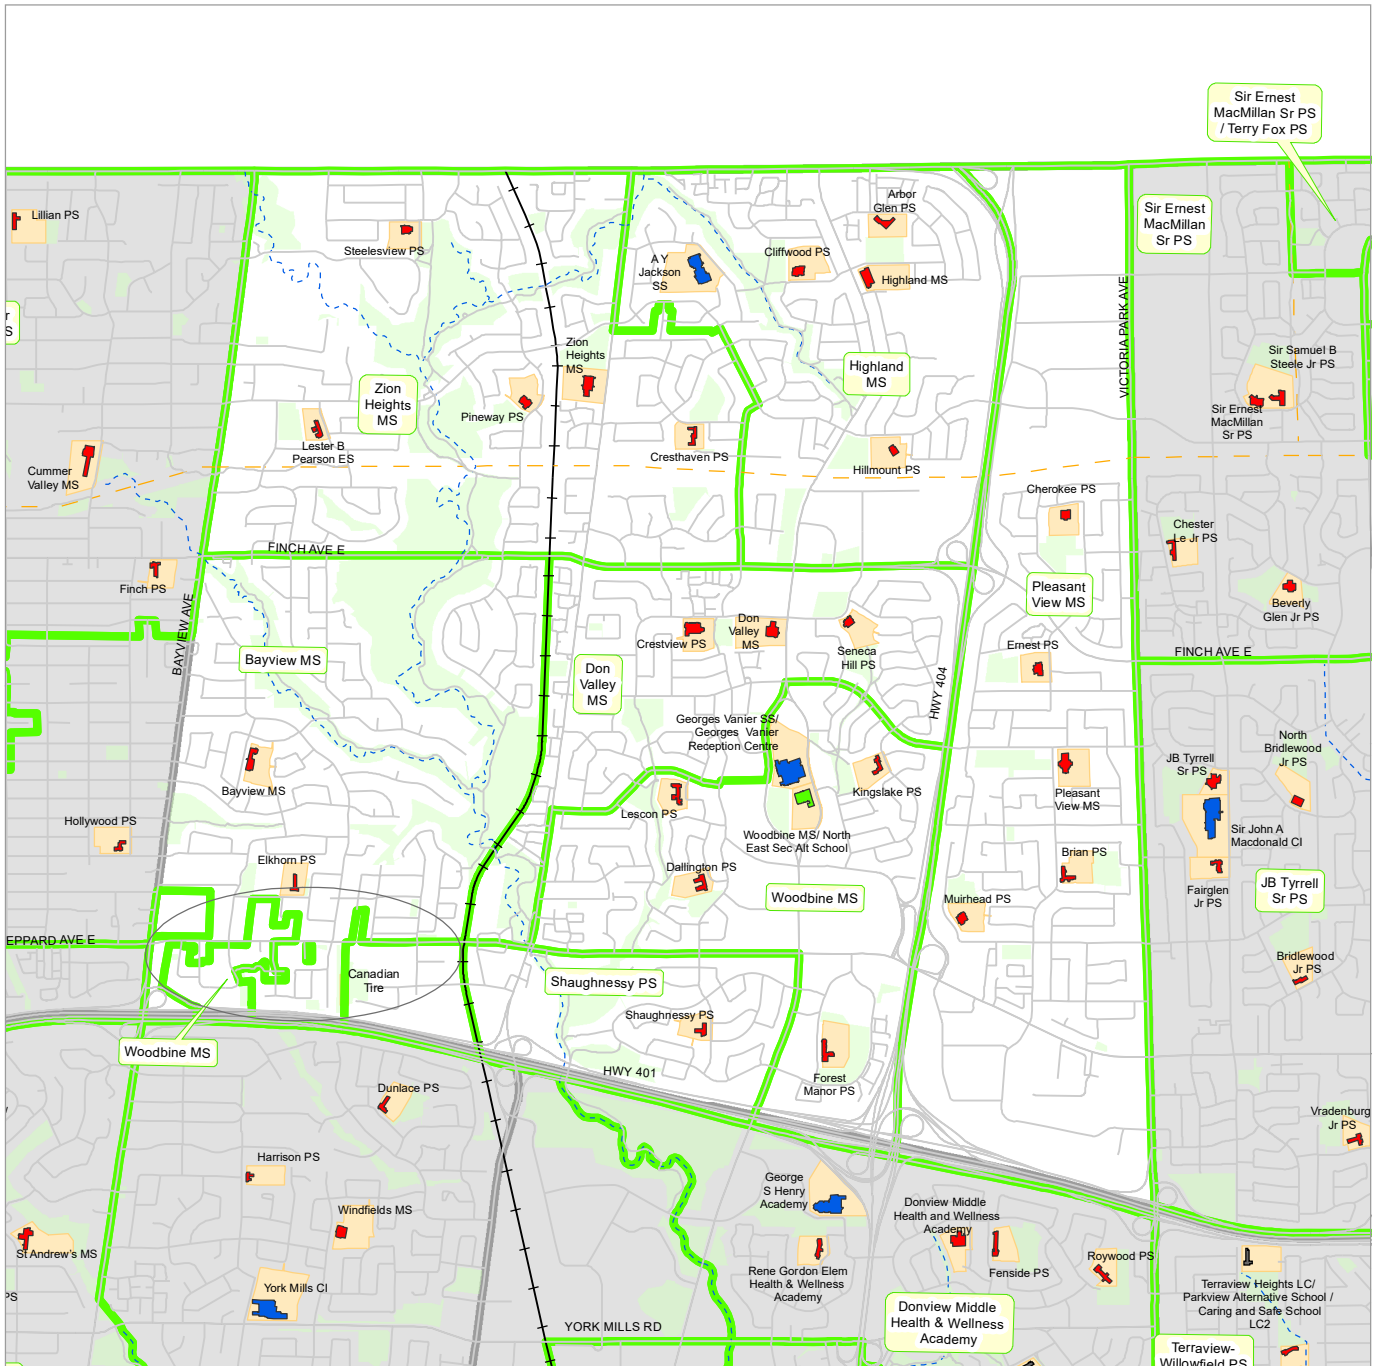 Sir Ernest
MacMillan Sr PS
/ Terry Fox PS
Lillian PS
Steelesview PS
A Y
Jackson
SS
Cliffwood PS
Arbor
Glen PS
Highland MS
Sir Ernest
MacMillan
Sr PS
VICTORIA PARK AVE
r
S
Zion
Heights
MS
Zion
Heights
MS
Pineway PS
Highland
MS
Sir Samuel B
Steele Jr PS
Sir Ernest
MacMillan
Sr PS
Lester B
Pearson ES
Cresthaven PS
Hillmount PS
Cummer
Valley MS
Cherokee PS
Chester
Le Jr PS
FINCH AVE E
Finch PS
Pleasant
View MS
Beverly
Glen Jr PS
BAYVIEW AVE
Bayview MS
Crestview PS
Don
Valley
MS
Seneca
Hill PS
Ernest PS
FINCH AVE E
Don
Valley
MS
HWY 404
Georges Vanier SS/
Georges Vanier
Reception Centre
North
Bridlewood
Jr PS
JB Tyrrell
Sr PS
Bayview MS
Lescon PS
Kingslake PS
Pleasant
View MS
Hollywood PS
Woodbine MS/ North
East Sec Alt School
Sir John A
Macdonald CI
Elkhorn PS
Dallington PS
Brian PS
Fairglen
Jr PS
JB Tyrrell
Sr PS
Woodbine MS
Muirhead PS
EPPARD AVE E
Canadian
Tire
Shaughnessy PS
Bridlewood
Jr PS
Shaughnessy PS
Woodbine MS
HWY 401
Forest
Manor PS
Dunlace PS
Vradenburg
Jr PS
Harrison PS
George
S Henry
Academy
Windfields MS
Donview Middle
Health and Wellness
Academy
St Andrew's MS
Rene Gordon Elem
Health & Wellness
Academy
Fenside PS
Roywood PS
York Mills CI
PS
Terraview Heights LC/
Parkview Alternative School /
Caring and Safe School
LC2
Donview Middle
Health & Wellness
Academy
YORK MILLS RD
Terraview-
Willowfield PS